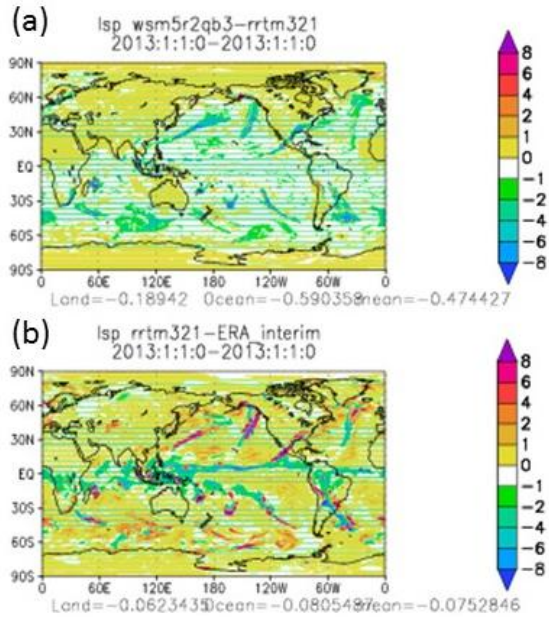 (a)
lsp wsm5r2qb3-rrtm321
2013:1:1:0-2013:1:1:0
90N
60N
30N
EQ
30S
60S
90S
0 60E 120E 180 120W 60W 0
Land=-0.18942 Ocean=-0.590358mean=-0.474427
8
6
4
2
1
0
-1
-2
-4
-6
-8
(b)
lsp rrtm321-ERA_interim
2013:1:1:0-2013:1:1:0
90N
60N
30N
EQ
30S
60S
90S
0 60E 120E 180 120W 60W 0
Land=-0.0623435Ocean=-0.0805487mean=-0.0752846
8
6
4
2
1
0
-1
-2
-4
-6
-8